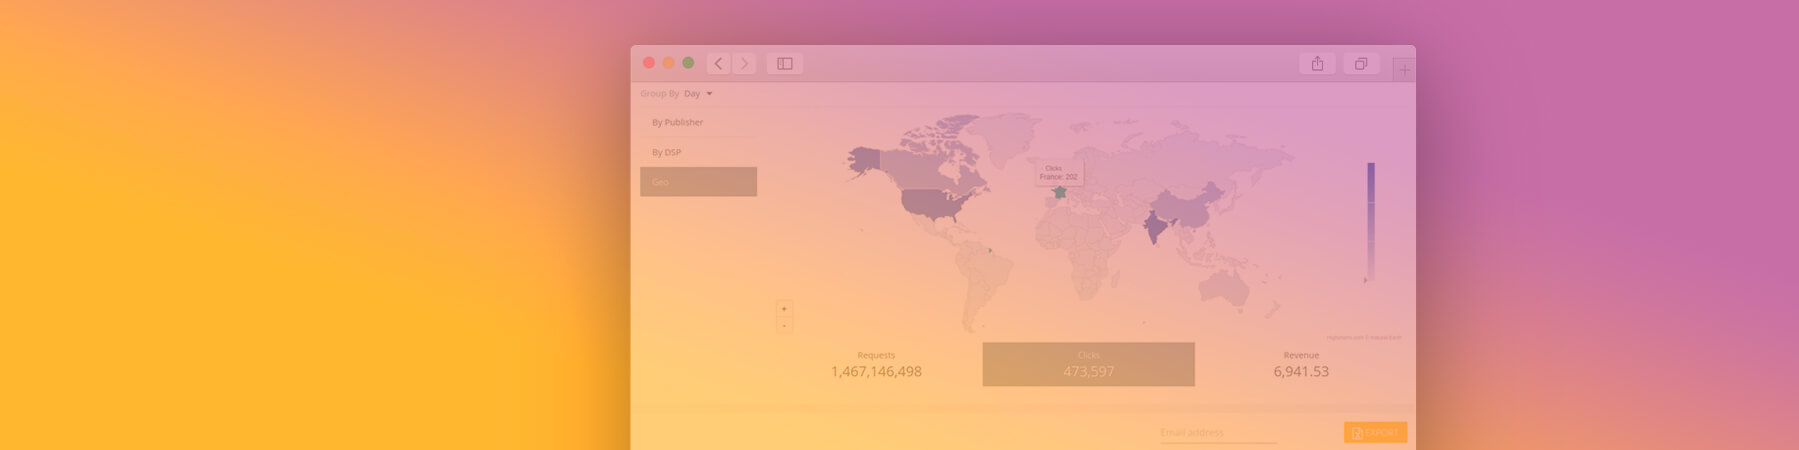 Group By Day
By Publisher
By DSP
Geo
Clicks
France: 202
+
-
Highcharts.com © Natural Earth
Requests
1,467,146,498
Clicks
473,597
Revenue
6,941.53
Email address
EXPORT